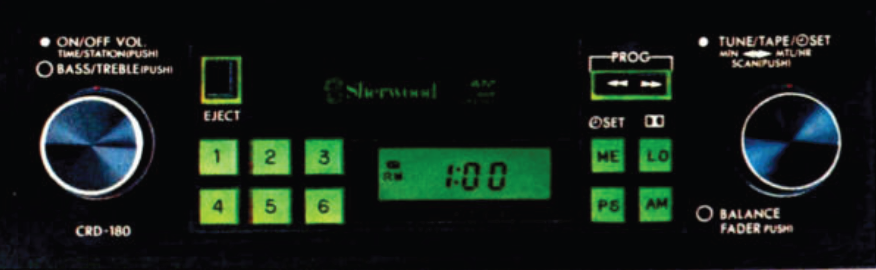 ON/OFF VOL.
TIME/STATION(PUSH)
BASS/TREBLE(PUSH)
CRD-180
EJECT
1 2 3
4 5 6
Sherwood
1:00
PROG
SET
ME LO
PS AM
TUNE/TAPE/SET
MIN MTL/HR
SCAN(PUSH)
BALANCE
FADER PUSH)